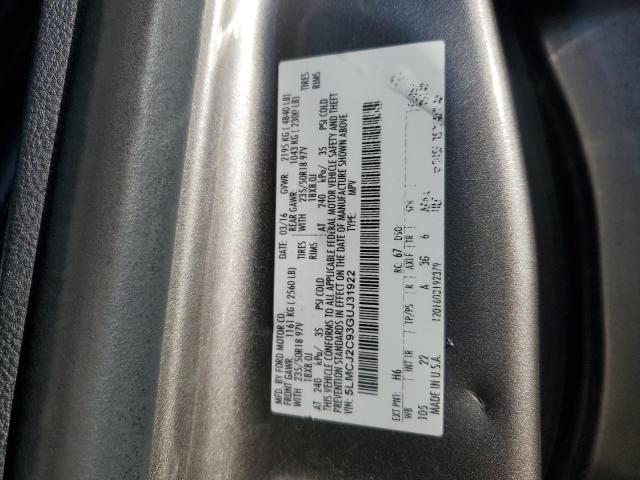 MFD. BY FORD MOTOR CO.
DATE: 03/16 GVWR: 2195 KG ( 4840 LB)
FRONT GAWR: 1161 KG ( 2560 LB) REAR GAWR: 1043 KG ( 2300 LB)
WITH 235/50R18 97V TIRES WITH 235/50R18 97V TIRES
18X8.0J RIMS 18X8.0J RIMS
AT 240 kPa/ 35 PSI COLD AT 240 kPa/ 35 PSI COLD
THIS VEHICLE CONFORMS TO ALL APPLICABLE FEDERAL MOTOR VEHICLE SAFETY AND THEFT
STANDARDS IN EFFECT ON THE DATE OF MANUFACTURE SHOWN ABOVE.
VIN: 5LMCJ2C93GUJ31922 TYPE: MPV
EXT PNT: H6 RC: 67 DSO:
WB INT TR TP/PS R AXLE TR SPR
105 22 A 3G 6
MADE IN U.S.A.